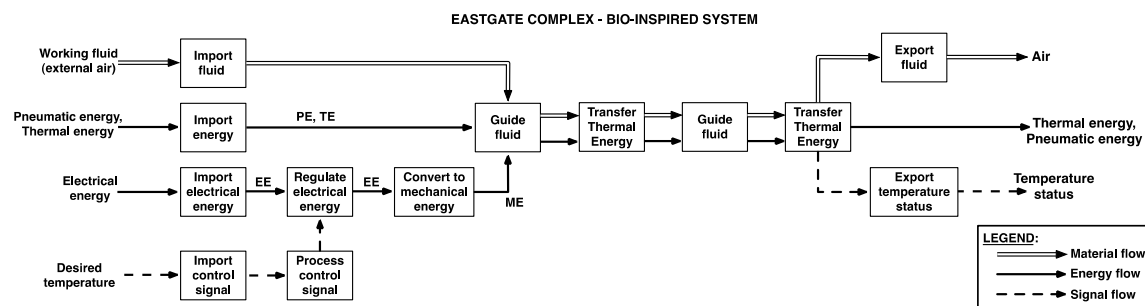 EASTGATE COMPLEX - BIO-INSPIRED SYSTEM
Working fluid
(external air)
Import
fluid
Export
fluid
Air
Pneumatic energy,
Thermal energy
Import
energy
PE, TE
Guide
fluid
Transfer
Thermal
Energy
Guide
fluid
Transfer
Thermal
Energy
Thermal energy,
Pneumatic energy
Electrical
energy
Import
electrical
energy
EE
Regulate
electrical
energy
EE
Convert to
mechanical
energy
ME
Export
temperature
status
Temperature
status
Desired
temperature
Import
control
signal
Process
control
signal
LEGEND:
Material flow
Energy flow
Signal flow